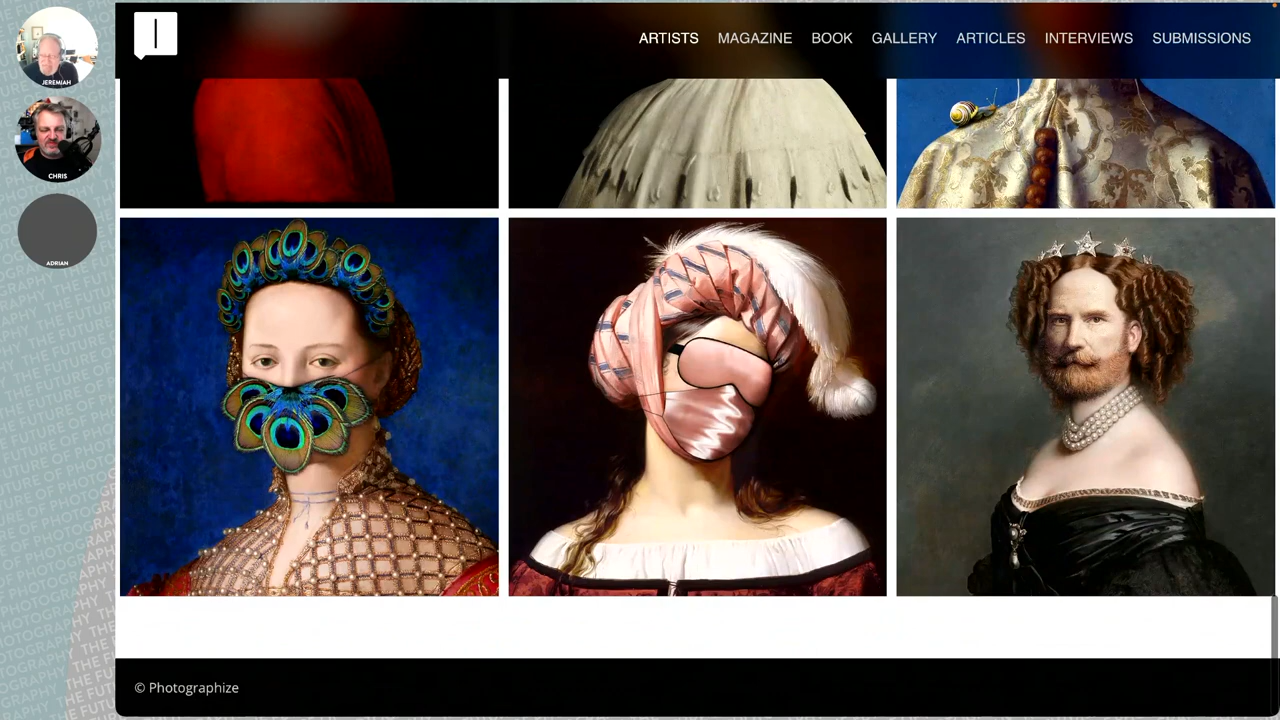 JEREMIAH
CHRIS
ADRIAN
ARTISTS MAGAZINE BOOK GALLERY ARTICLES INTERVIEWS SUBMISSIONS
© Photographize